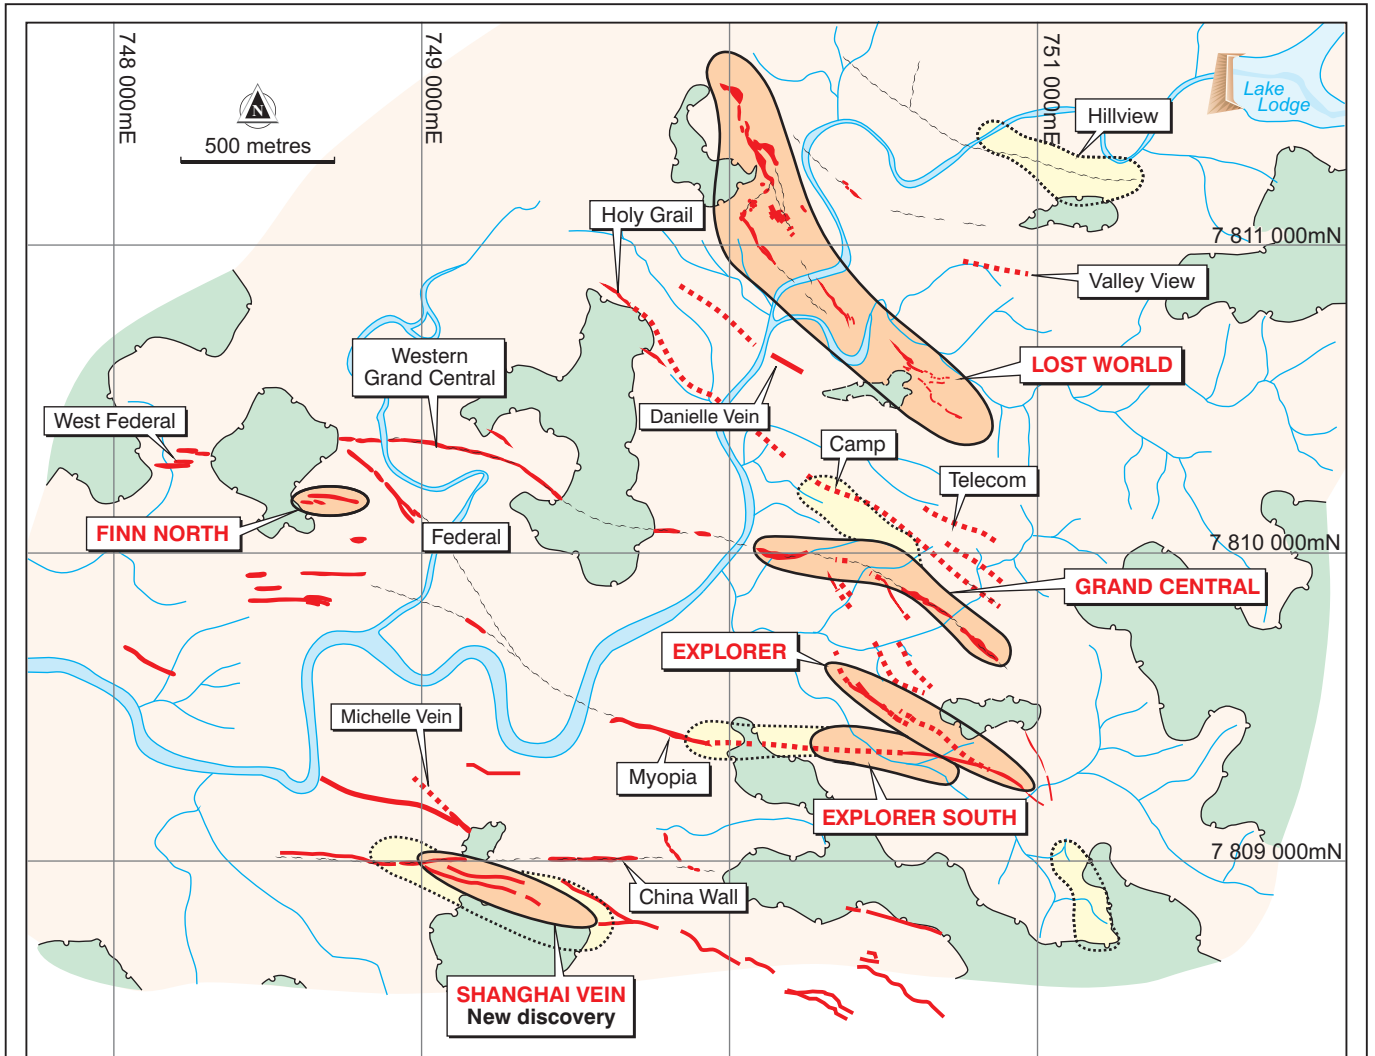 748 000mE
749 000mE
751 000mE
N
500 metres
Lake
Lodge
Hillview
Holy Grail
7 811 000mN
Valley View
Western
Grand Central
LOST WORLD
West Federal
Danielle Vein
Camp
Telecom
FINN NORTH
Federal
7 810 000mN
GRAND CENTRAL
EXPLORER
Michelle Vein
Myopia
EXPLORER SOUTH
7 809 000mN
China Wall
SHANGHAI VEIN
New discovery